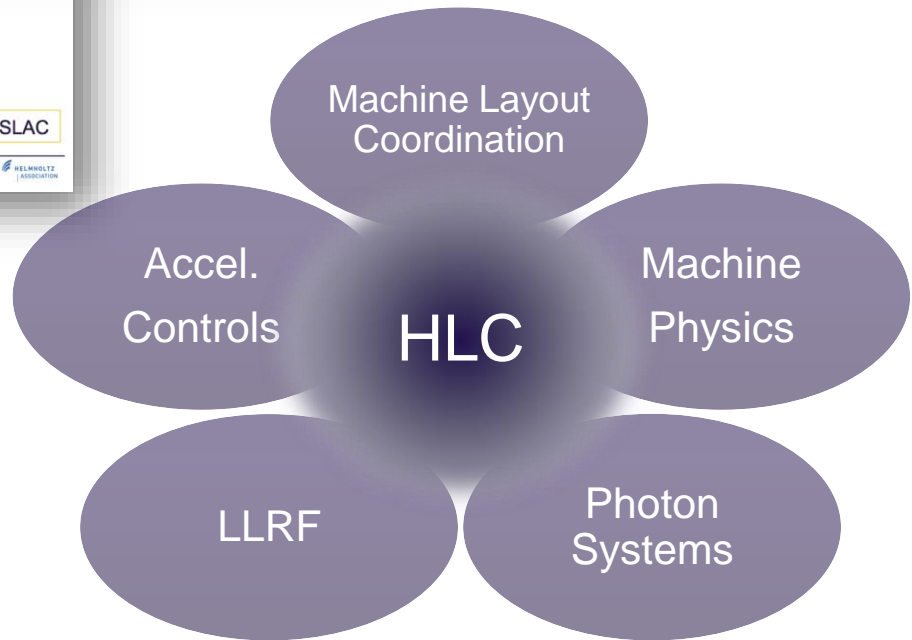 SLAC
HELMHOLTZ
ASSOCIATION
Machine Layout
Coordination
Accel.
Controls
HLC
Machine
Physics
LLRF
Photon
Systems